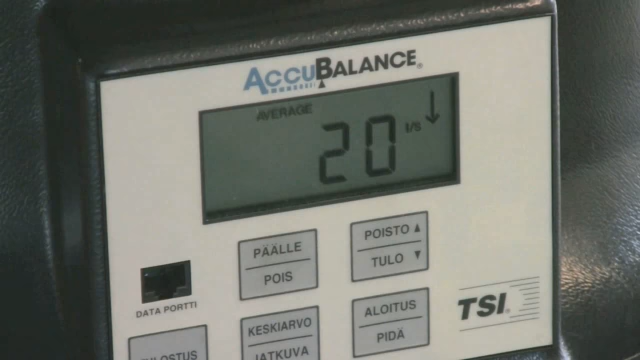 ACCUBALANCE®
AVERAGE
20 l/s ↓
PÄÄLLE
POIS
POISTO ▲
TULO ▼
DATA PORTTI
TSI®
KESKIARVO
JATKUVA
ALOITUS
PIDÄ